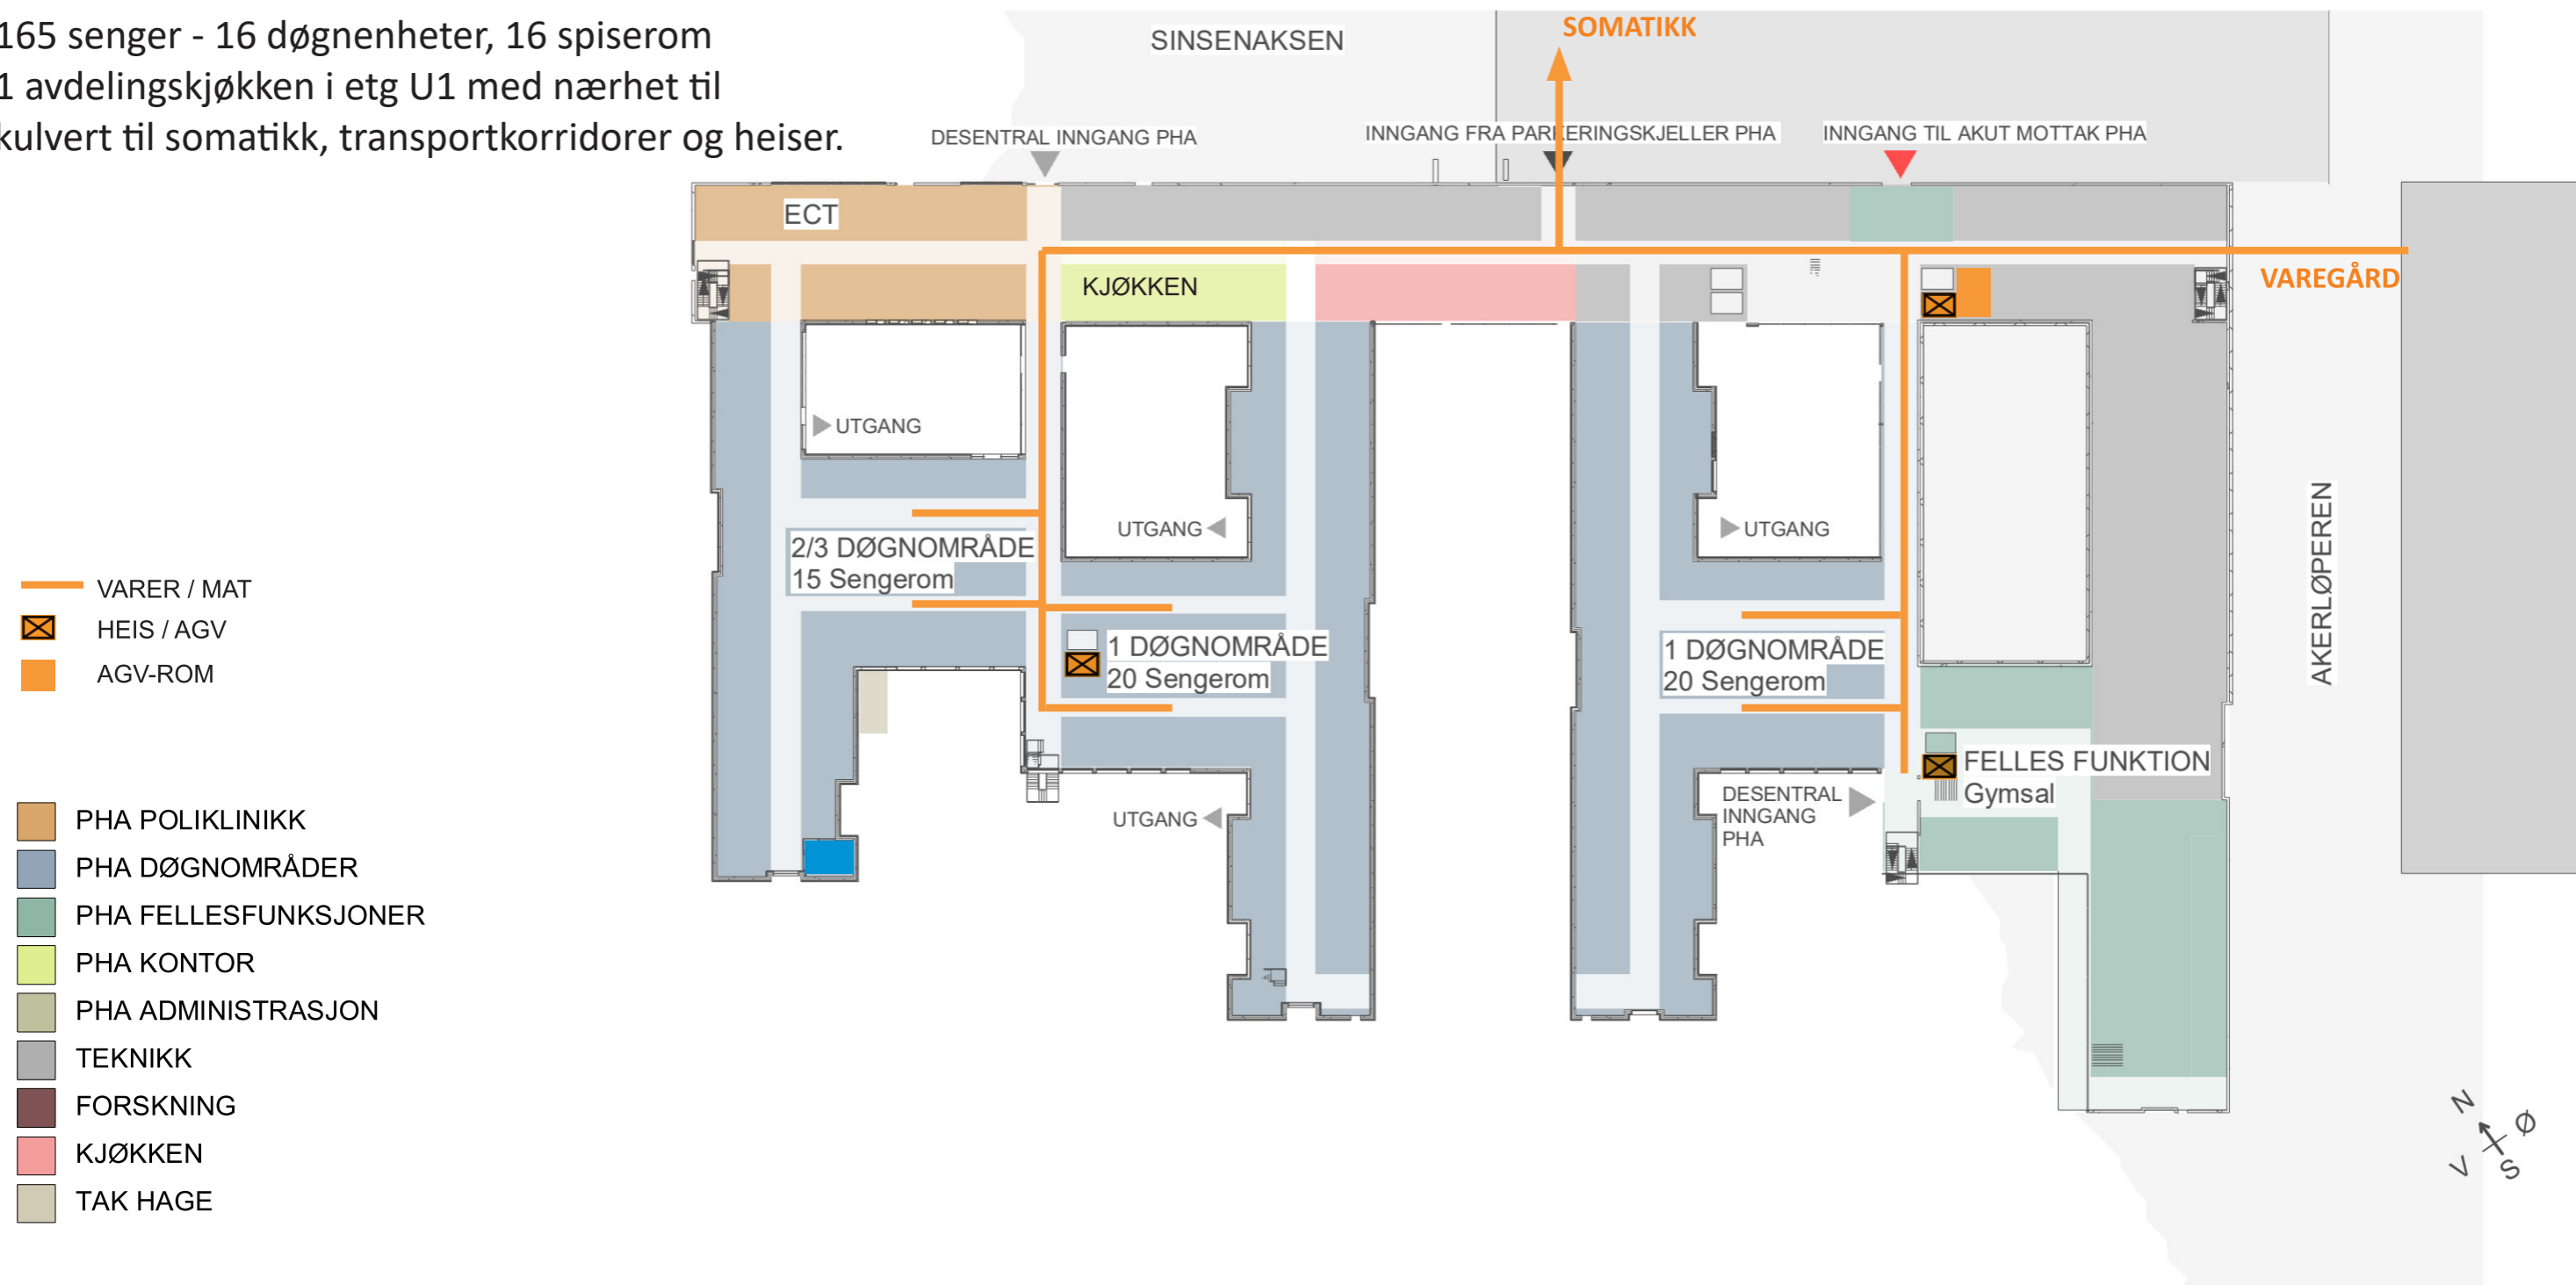 165 senger - 16 døgnenheter, 16 spiserom
1 avdelingskjøkken i etg U1 med nærhet til
kulvert til somatikk, transportkorridorer og heiser.
SINSENAKSEN
SOMATIKK
DESENTRAL INNGANG PHA
INNGANG FRA PARKERINGSKJELLER PHA
INNGANG TIL AKUT MOTTAK PHA
ECT
KJØKKEN
VAREGÅRD
UTGANG
UTGANG
UTGANG
2/3 DØGNOMRÅDE
15 Sengerom
1 DØGNOMRÅDE
20 Sengerom
1 DØGNOMRÅDE
20 Sengerom
AKERLØPEREN
FELLES FUNKTION
Gymsal
DESENTRAL
INNGANG
PHA
UTGANG
VARER / MAT
HEIS / AGV
AGV-ROM
PHA POLIKLINIKK
PHA DØGNOMRÅDER
PHA FELLESFUNKSJONER
PHA KONTOR
PHA ADMINISTRASJON
TEKNIKK
FORSKNING
KJØKKEN
TAK HAGE
N
Ø
V
S